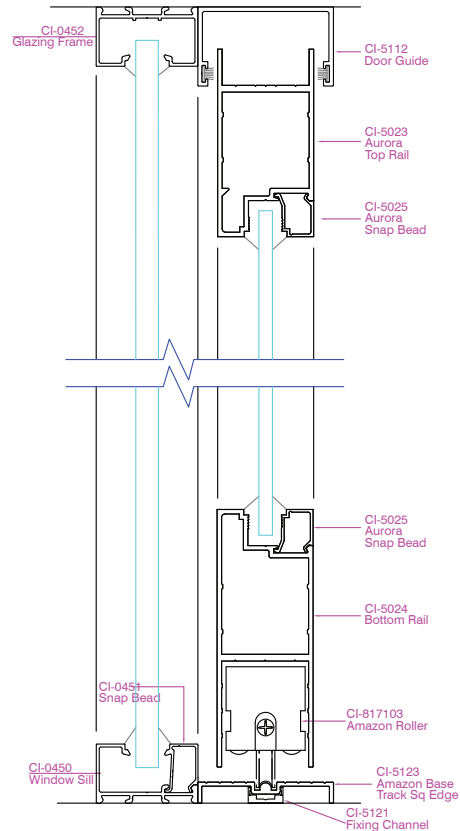 CI-0452
Glazing Frame
CI-5112
Door Guide
CI-5023
Aurora
Top Rail
CI-5025
Aurora
Snap Bead
CI-5025
Aurora
Snap Bead
CI-5024
Bottom Rail
CI-0451
Snap Bead
CI-817103
Amazon Roller
CI-0450
Window Sill
CI-5123
Amazon Base
Track Sq Edge
CI-5121
Fixing Channel